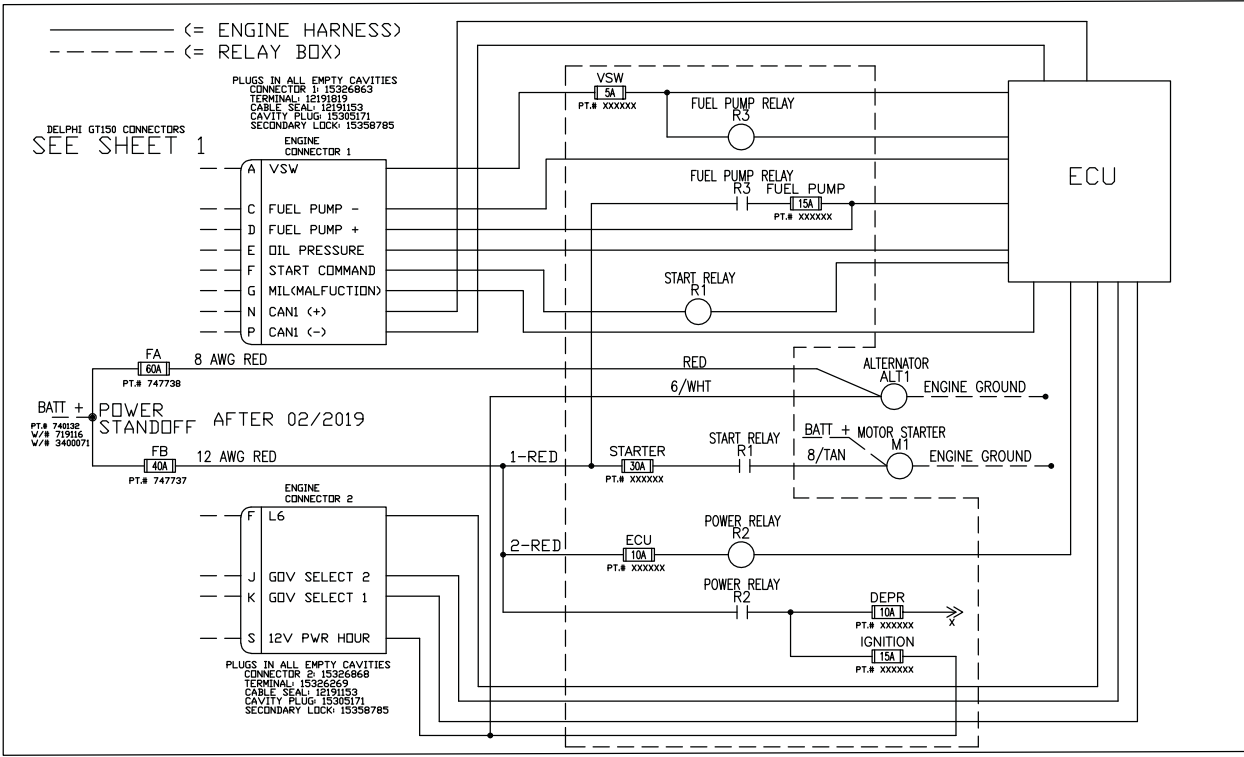 (= ENGINE HARNESS)
(= RELAY BOX)
PLUGS IN ALL EMPTY CAVITIES
CONNECTOR 1: 15326863
TERMINAL: 12191819
CABLE SEAL: 12191153
CAVITY PLUG: 15305171
SECONDARY LOCK: 15358785
DELPHI GT150 CONNECTORS
SEE SHEET 1
ENGINE
CONNECTOR 1
A VSW
C FUEL PUMP -
D FUEL PUMP +
E OIL PRESSURE
F START COMMAND
G MIL(MALFUCTION)
N CAN1 (+)
P CAN1 (-)
VSW
5A
PT.# XXXXXX
FUEL PUMP RELAY
R3
FUEL PUMP RELAY
R3
FUEL PUMP
15A
PT.# XXXXXX
START RELAY
R1
ECU
FA
60A
PT.# 747738
8 AWG RED
RED
6/WHT
ALTERNATOR
ALT1
ENGINE GROUND
BATT +
PT.# 740132
W/# 719116
W/# 3400071
POWER
STANDOFF
AFTER 02/2019
FB
40A
PT.# 747737
12 AWG RED
1-RED
STARTER
30A
PT.# XXXXXX
START RELAY
R1
BATT +
8/TAN
MOTOR STARTER
M1
ENGINE GROUND
ENGINE
CONNECTOR 2
F L6
J GOV SELECT 2
K GOV SELECT 1
S 12V PWR HOUR
2-RED
ECU
10A
PT.# XXXXXX
POWER RELAY
R2
POWER RELAY
R2
DEPR
10A
PT.# XXXXXX
X
IGNITION
15A
PT.# XXXXXX
PLUGS IN ALL EMPTY CAVITIES
CONNECTOR 2: 15326868
TERMINAL: 15326269
CABLE SEAL: 12191153
CAVITY PLUG: 15305171
SECONDARY LOCK: 15358785